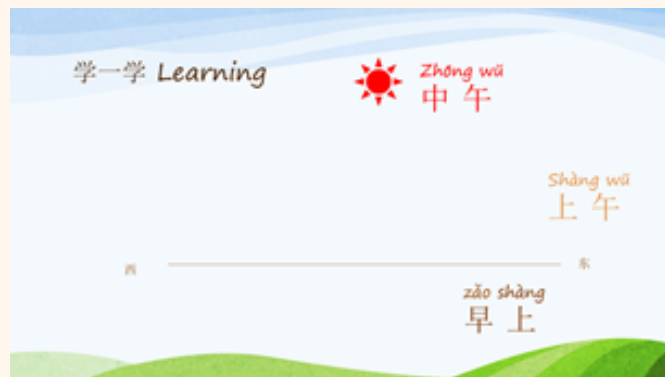 学一学 Learning
Zhōng wǔ
中 午
Shàng wǔ
上 午
西
东
zǎo shàng
早 上